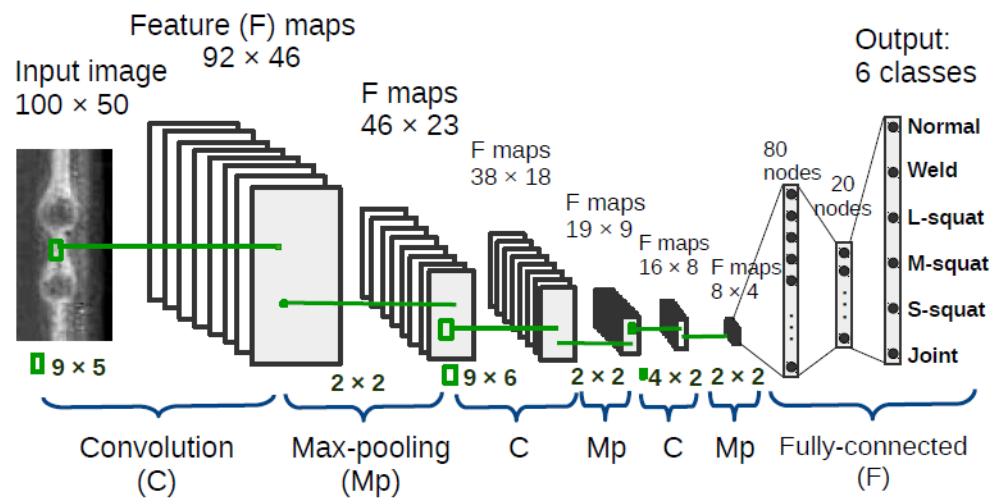 Input image
100 × 50
Feature (F) maps
92 × 46
F maps
46 × 23
F maps
38 × 18
F maps
19 × 9
F maps
16 × 8
F maps
8 × 4
80
nodes
20
nodes
Output:
6 classes
Normal
Weld
L-squat
M-squat
S-squat
Joint
9 × 5
2 × 2
9 × 6
2 × 2
4 × 2
2 × 2
Convolution
(C)
Max-pooling
(Mp)
C
Mp
C
Mp
Fully-connected
(F)